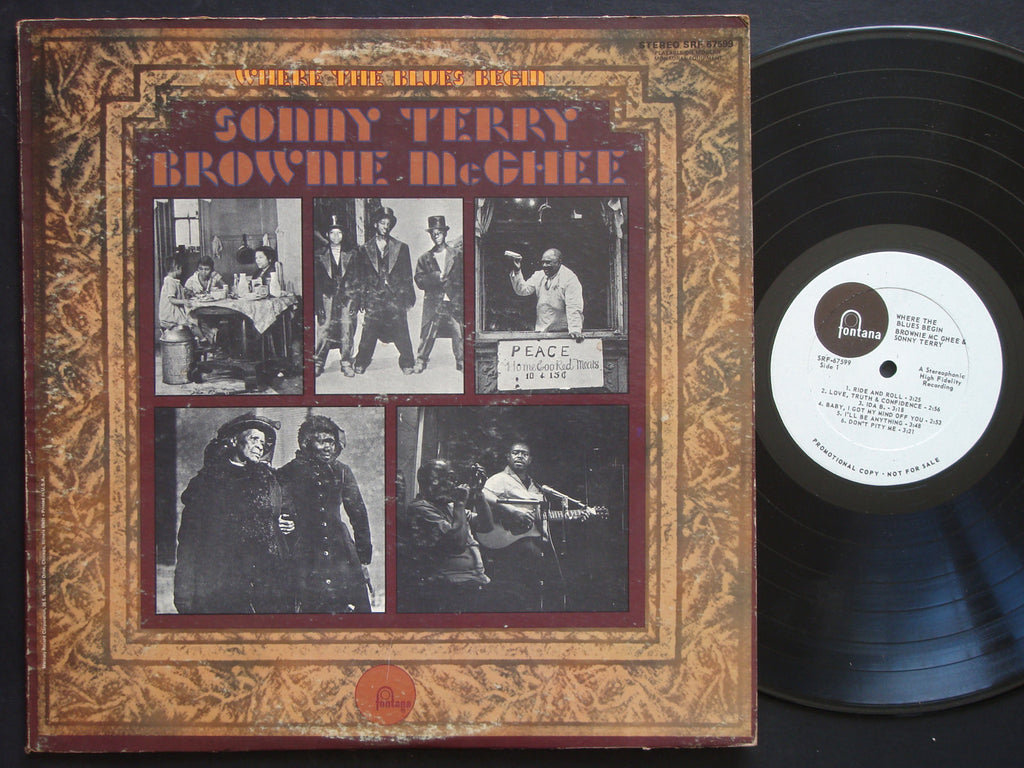 STEREO SRF 67599
WHERE THE BLUES BEGIN
SONNY TERRY
BROWNIE McGHEE
PEACE
Home Cooked Meals
10 & 15¢
fontana
fontana
WHERE THE
BLUES BEGIN
BROWNIE MC GHEE &
SONNY TERRY
SRF-67599
Side 1
A Stereophonic
High Fidelity
Recording
1. RIDE AND ROLL - 2:25
2. LOVE, TRUTH & CONFIDENCE - 2:56
3. IDA B. - 3:18
4. BABY, I GOT MY MIND OFF YOU - 2:53
5. I'LL BE ANYTHING - 2:48
6. DON'T PITY ME - 3:21
PROMOTIONAL COPY - NOT FOR SALE